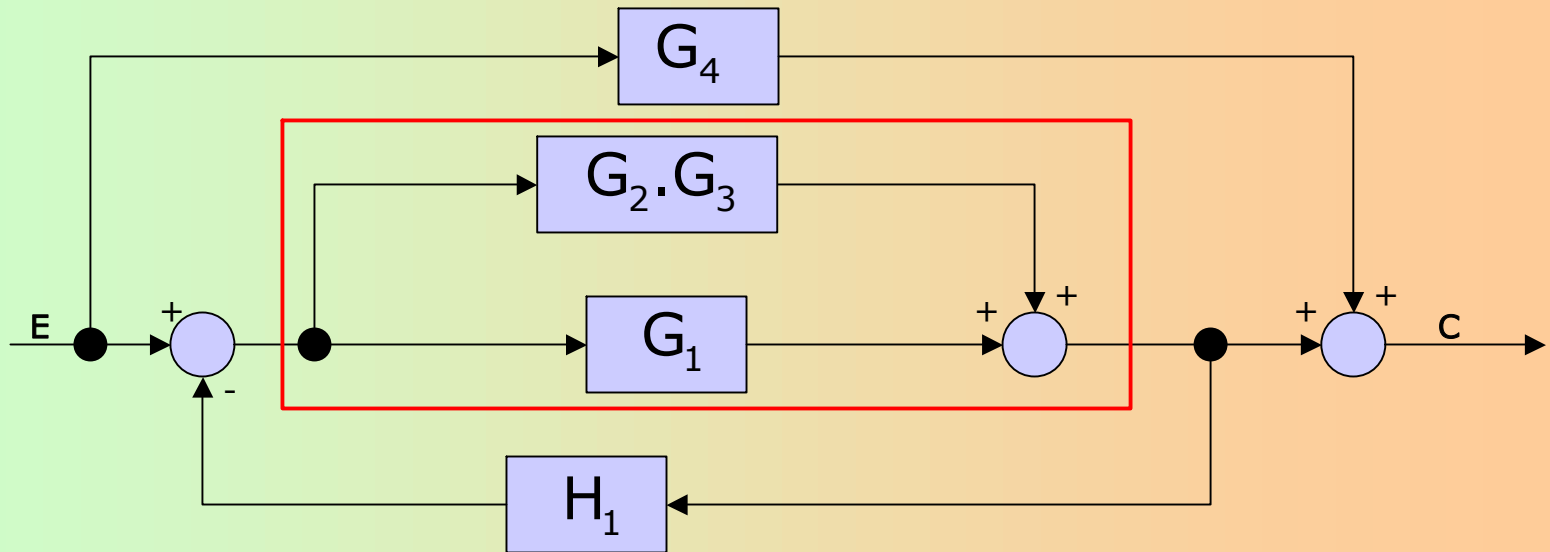 G₄
G₂.G₃
+ +
E + G₁ + + + C
-
H₁